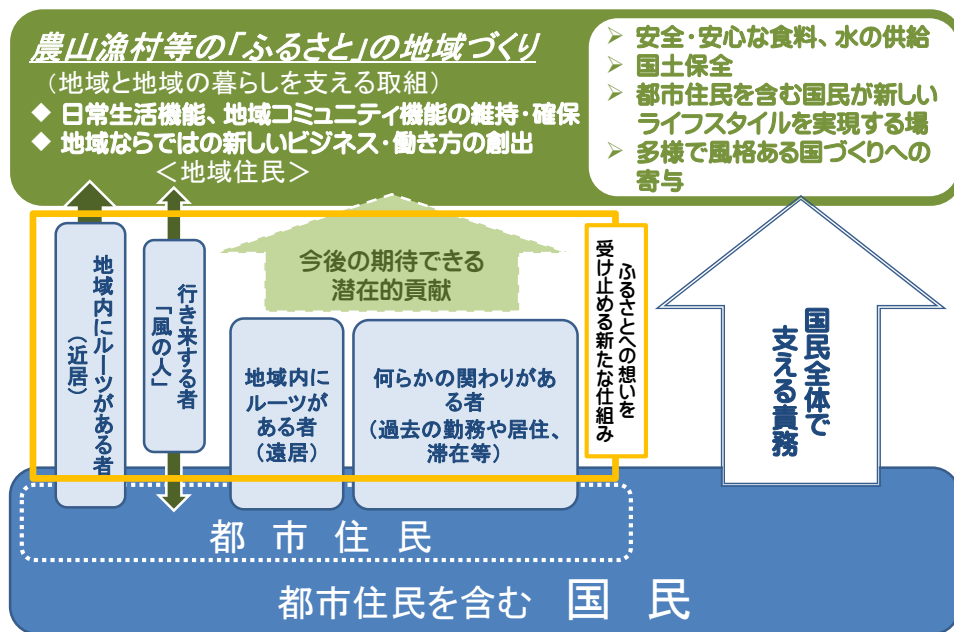 農山漁村等の「ふるさと」の地域づくり
（地域と地域の暮らしを支える取組）
◆ 日常生活機能、地域コミュニティ機能の維持・確保
◆ 地域ならではの新しいビジネス・働き方の創出
＜地域住民＞
➢ 安全・安心な食料、水の供給
➢ 国土保全
➢ 都市住民を含む国民が新しい
ライフスタイルを実現する場
➢ 多様で風格ある国づくりへの
寄与
地域内にルーツがある者
（近居）
行き来する者
「風の人」
今後の期待できる
潜在的貢献
地域内に
ルーツが
ある者
（遠居）
何らかの関わりがあ
る者
（過去の勤務や居住、
滞在等）
ふるさとへの想いを
受け止める新たな仕組み
国民全体で
支える責務
都 市 住 民
都市住民を含む 国 民